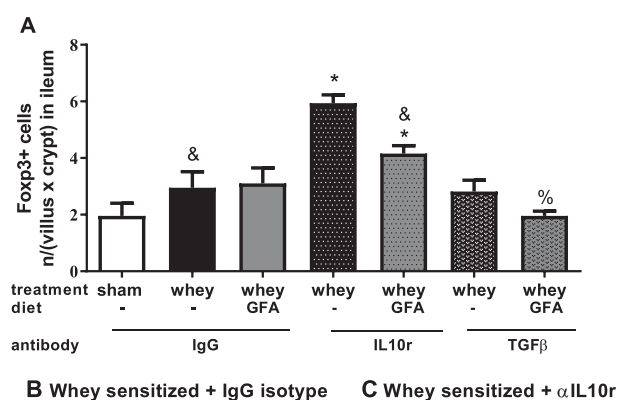 A
Foxp3+ cells
n/(villus x crypt) in ileum
8
6
4
2
0
&
*
&
*
%
treatment sham whey whey whey whey whey whey
diet - - GFA - GFA - GFA
antibody IgG IL10r TGFβ
B Whey sensitized + IgG isotype C Whey sensitized + αIL10r